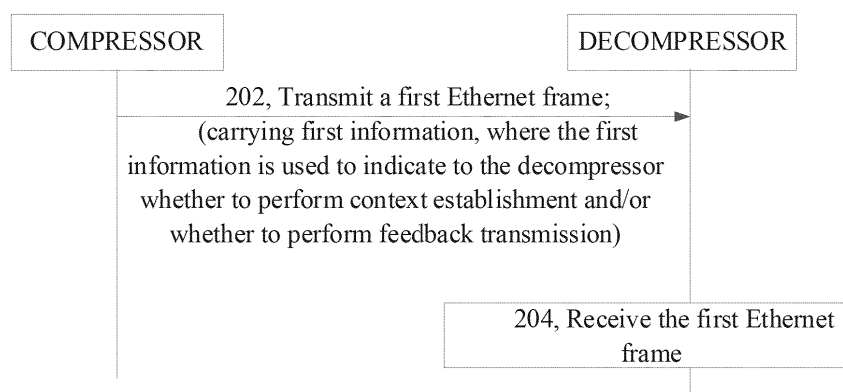 COMPRESSOR
DECOMPRESSOR
202, Transmit a first Ethernet frame;
(carrying first information, where the first
information is used to indicate to the decompressor
whether to perform context establishment and/or
whether to perform feedback transmission)
204, Receive the first Ethernet
frame